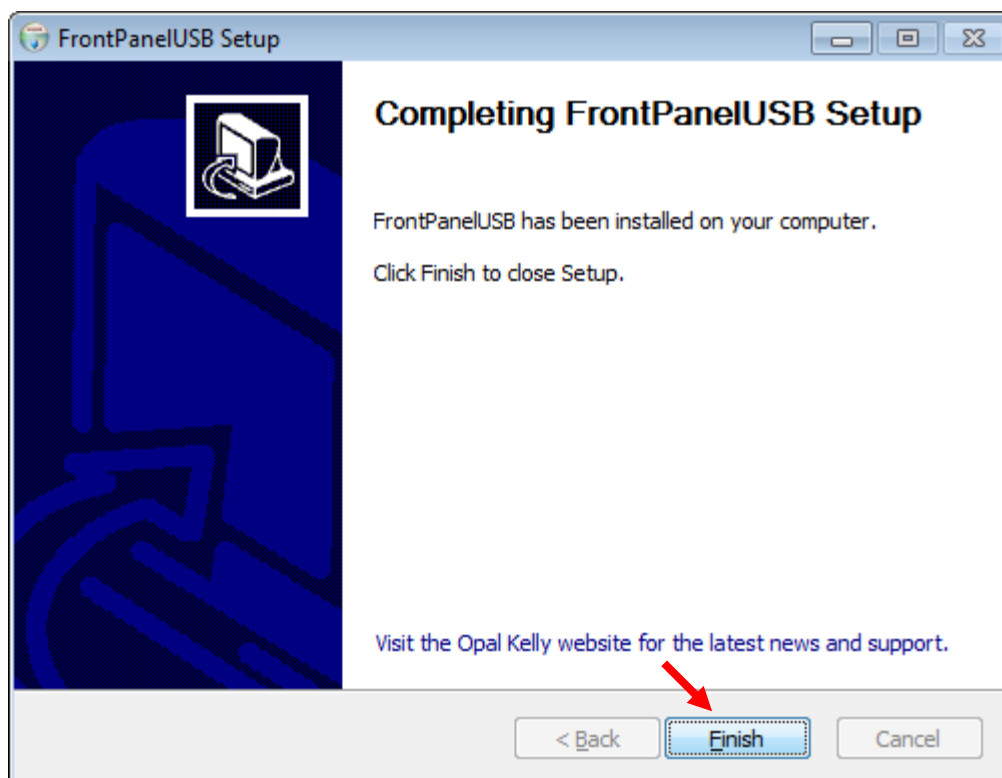 FrontPanelUSB Setup
Completing FrontPanelUSB Setup
FrontPanelUSB has been installed on your computer.
Click Finish to close Setup.
Visit the Opal Kelly website for the latest news and support.
< Back Finish Cancel